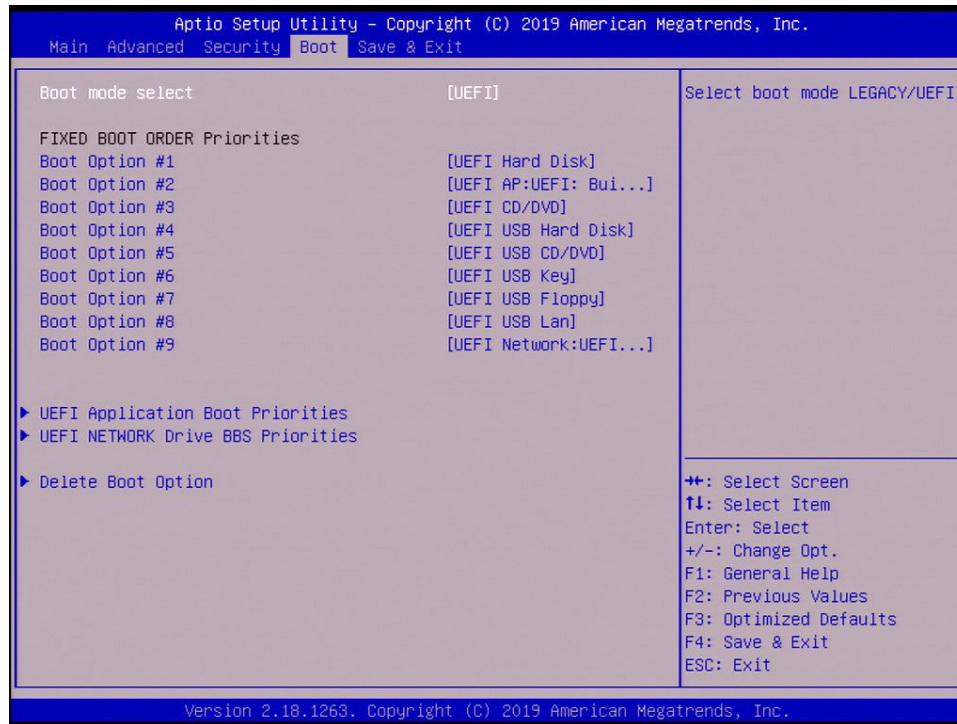 Aptio Setup Utility – Copyright (C) 2019 American Megatrends, Inc.
Main Advanced Security Boot Save & Exit
Boot mode select [UEFI]
FIXED BOOT ORDER Priorities
Boot Option #1 [UEFI Hard Disk]
Boot Option #2 [UEFI AP:UEFI: Bui...]
Boot Option #3 [UEFI CD/DVD]
Boot Option #4 [UEFI USB Hard Disk]
Boot Option #5 [UEFI USB CD/DVD]
Boot Option #6 [UEFI USB Key]
Boot Option #7 [UEFI USB Floppy]
Boot Option #8 [UEFI USB Lan]
Boot Option #9 [UEFI Network:UEFI...]
UEFI Application Boot Priorities
UEFI NETWORK Drive BBS Priorities
Delete Boot Option
Select boot mode LEGACY/UEFI
→←: Select Screen
↑↓: Select Item
Enter: Select
+/-: Change Opt.
F1: General Help
F2: Previous Values
F3: Optimized Defaults
F4: Save & Exit
ESC: Exit
Version 2.18.1263. Copyright (C) 2019 American Megatrends, Inc.